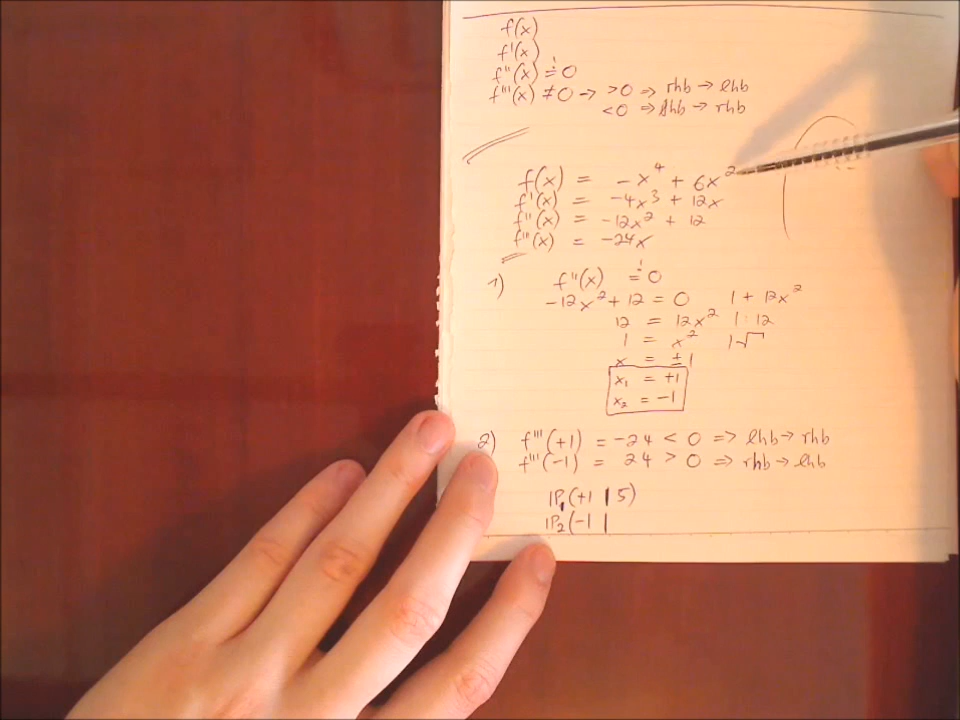 f(x)
f'(x)
f''(x) != 0
f'''(x) ≠ 0 → >0 ⇒ rhb → lhb
<0 ⇒ lhb → rhb
f(x) = -x⁴ + 6x²
f'(x) = -4x³ + 12x
f''(x) = -12x² + 12
f'''(x) = -24x
1) f''(x) != 0
-12x² + 12 = 0 | + 12x²
12 = 12x² | : 12
1 = x² | √
x = ±1
x₁ = +1
x₂ = -1
2) f'''(+1) = -24 < 0 ⇒ lhb → rhb
f'''(-1) = 24 > 0 ⇒ rhb → lhb
IP₁(+1 | 5)
IP₂(-1 |